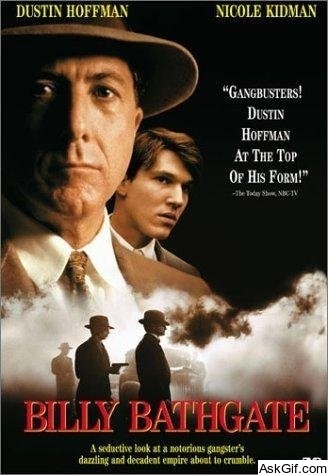 DUSTIN HOFFMAN NICOLE KIDMAN
"GANGBUSTERS!
DUSTIN
HOFFMAN
AT THE TOP
OF HIS FORM!"
-The Today Show, NBC-TV
BILLY BATHGATE
A seductive look at a notorious gangster's
dazzling and decadent empire about to crumble.
AskGif.com